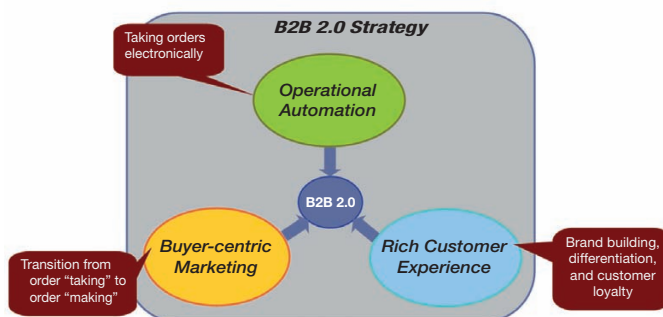 B2B 2.0 Strategy
Taking orders
electronically
Operational
Automation
B2B 2.0
Buyer-centric
Marketing
Rich Customer
Experience
Transition from
order “taking” to
order “making”
Brand building,
differentiation,
and customer
loyalty